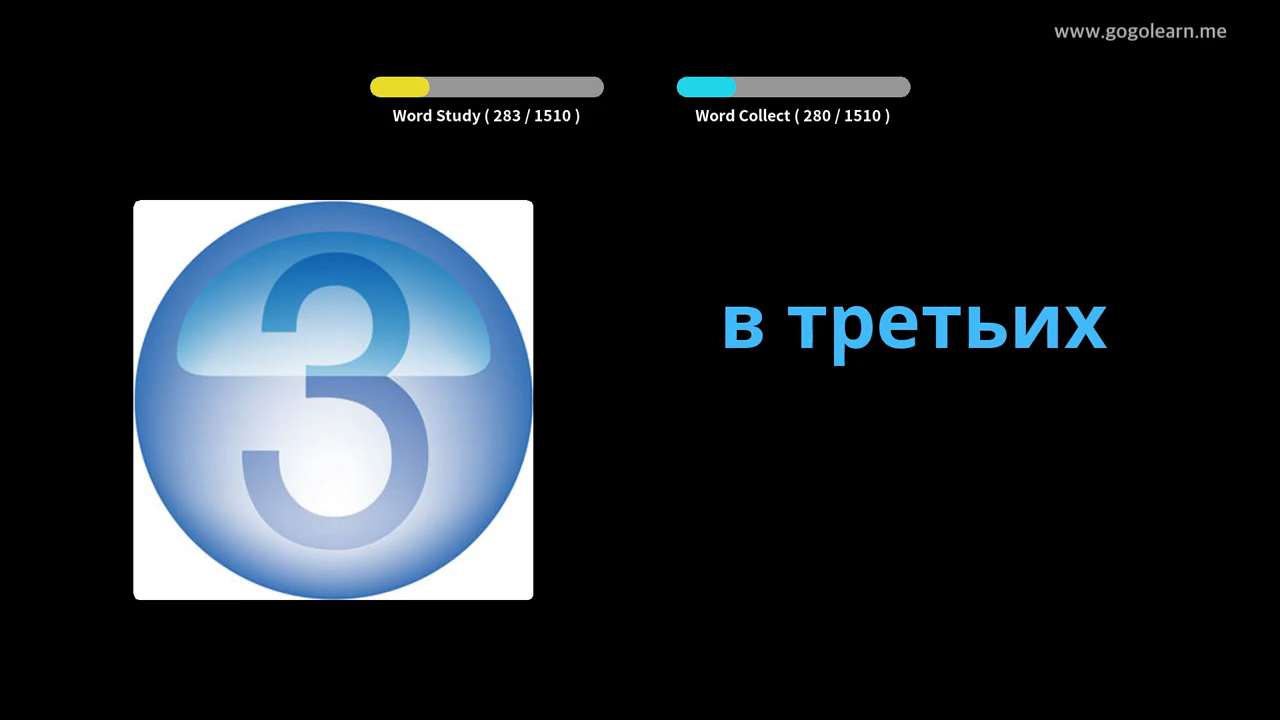 www.gogolearn.me
Word Study ( 283 / 1510 )
Word Collect ( 280 / 1510 )
3
в третьих